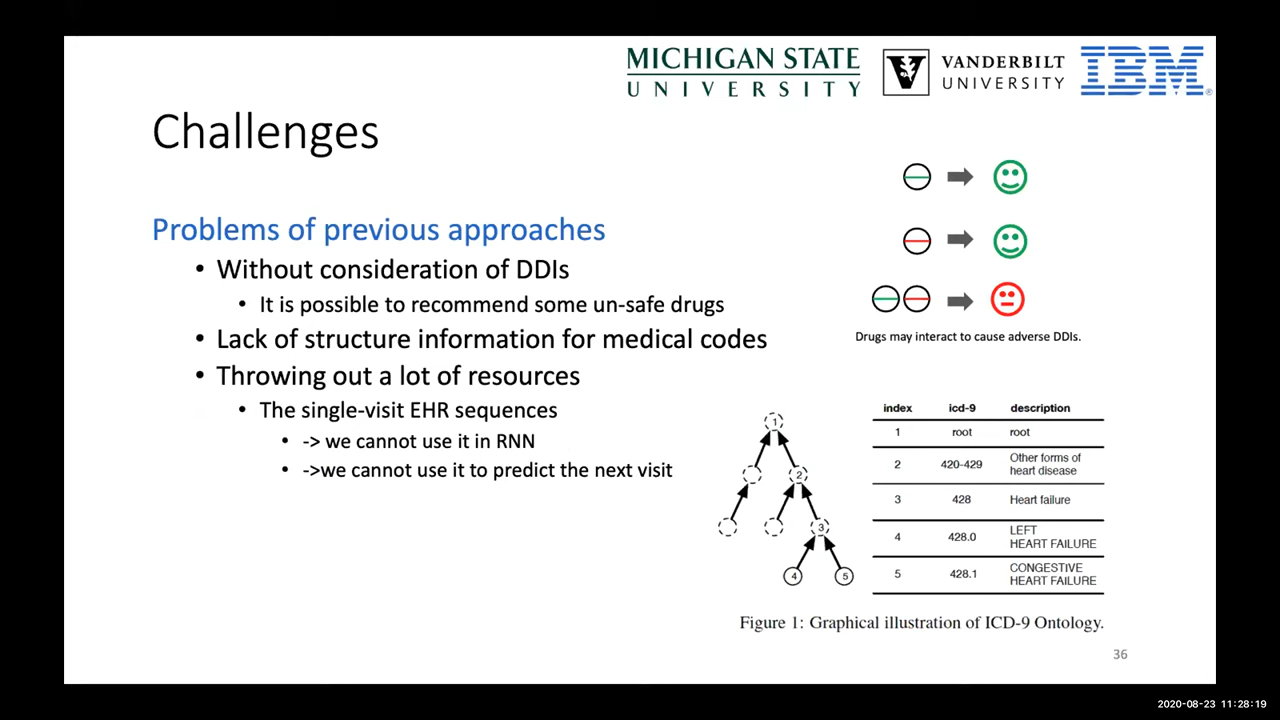 MICHIGAN STATE
UNIVERSITY
VANDERBILT
UNIVERSITY
IBM®
Challenges
Problems of previous approaches
• Without consideration of DDIs
• It is possible to recommend some un-safe drugs
• Lack of structure information for medical codes
• Throwing out a lot of resources
• The single-visit EHR sequences
• -> we cannot use it in RNN
• ->we cannot use it to predict the next visit
Drugs may interact to cause adverse DDIs.
1
2
3
4 5
index icd-9 description
1 root root
2 420-429 Other forms of
heart disease
3 428 Heart failure
4 428.0 LEFT
HEART FAILURE
5 428.1 CONGESTIVE
HEART FAILURE
Figure 1: Graphical illustration of ICD-9 Ontology.
36
2020-08-23 11:28:19